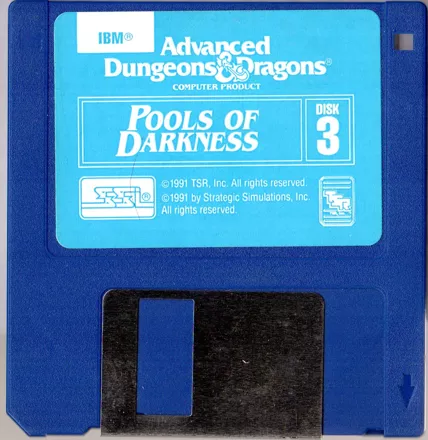 IBM®
Advanced
Dungeons & Dragons®
COMPUTER PRODUCT
POOLS OF
DARKNESS
DISK
3
SSI®
©1991 TSR, Inc. All rights reserved.
©1991 by Strategic Simulations, Inc.
All rights reserved.
TSR